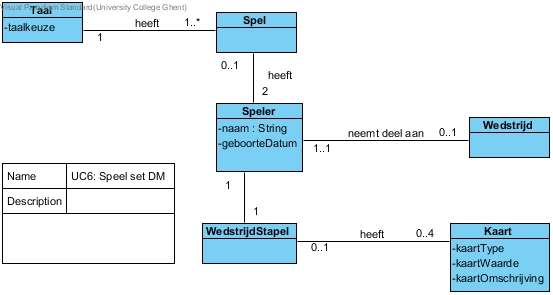 Visual Paradigm Standard(University College Ghent)
Taal
-taalkeuze
heeft
1
1..*
Spel
0..1
heeft
2
Speler
-naam : String
-geboorteDatum
neemt deel aan
1..1
0..1
Wedstrijd
Name
UC6: Speel set DM
Description
1
1
WedstrijdStapel
heeft
0..1
0..4
Kaart
-kaartType
-kaartWaarde
-kaartOmschrijving